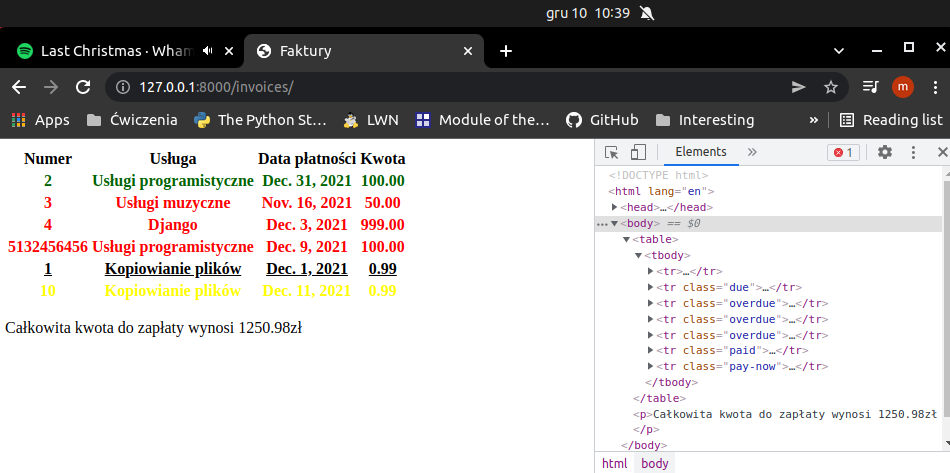 gru 10 10:39
Last Christmas · Wham
Faktury
127.0.0.1:8000/invoices/
m
Apps Ćwiczenia The Python St… LWN Module of the… GitHub Interesting » Reading list
Numer Usługa Data płatności Kwota
2 Usługi programistyczne Dec. 31, 2021 100.00
3 Usługi muzyczne Nov. 16, 2021 50.00
4 Django Dec. 3, 2021 999.00
5132456456 Usługi programistyczne Dec. 9, 2021 100.00
1 Kopiowanie plików Dec. 1, 2021 0.99
10 Kopiowanie plików Dec. 11, 2021 0.99
Całkowita kwota do zapłaty wynosi 1250.98zł
Elements » 1
<!DOCTYPE html>
<html lang="en">
<head>…</head>
<body> == $0
<table>
<tbody>
<tr>…</tr>
<tr class="due">…</tr>
<tr class="overdue">…</tr>
<tr class="overdue">…</tr>
<tr class="overdue">…</tr>
<tr class="paid">…</tr>
<tr class="pay-now">…</tr>
</tbody>
</table>
<p>Całkowita kwota do zapłaty wynosi 1250.98zł
</p>
</body>
html body